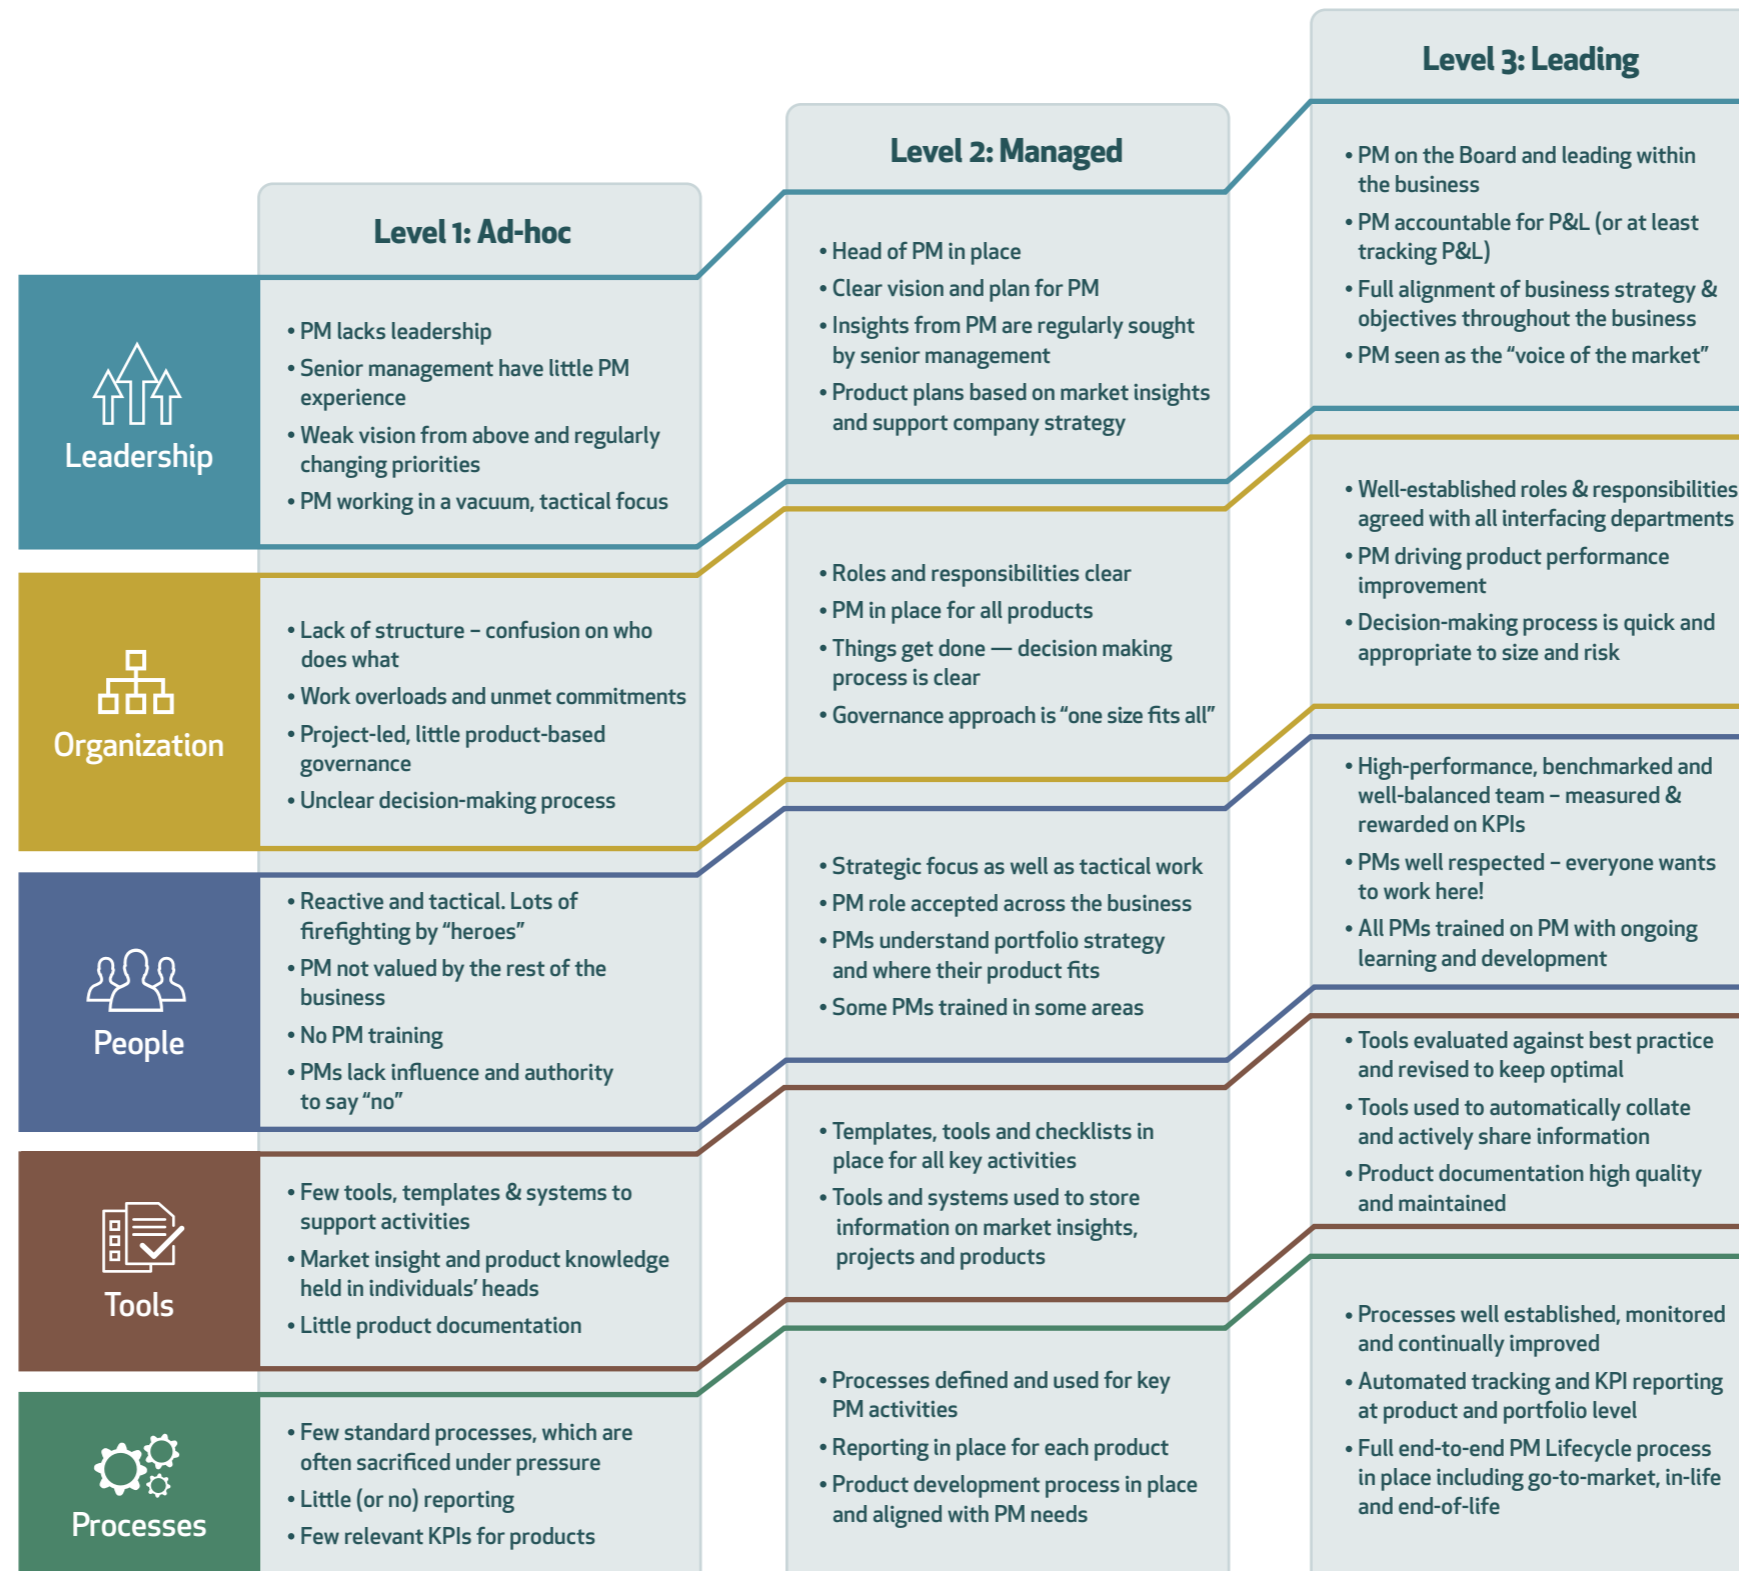 Level 3: Leading
Level 2: Managed
Level 1: Ad-hoc
Leadership
• PM lacks leadership
• Senior management have little PM
experience
• Weak vision from above and regularly
changing priorities
• PM working in a vacuum, tactical focus
• Head of PM in place
• Clear vision and plan for PM
• Insights from PM are regularly sought
by senior management
• Product plans based on market insights
and support company strategy
• PM on the Board and leading within
the business
• PM accountable for P&L (or at least
tracking P&L)
• Full alignment of business strategy &
objectives throughout the business
• PM seen as the “voice of the market”
Organization
• Lack of structure – confusion on who
does what
• Work overloads and unmet commitments
• Project-led, little product-based
governance
• Unclear decision-making process
• Roles and responsibilities clear
• PM in place for all products
• Things get done — decision making
process is clear
• Governance approach is “one size fits all”
• Well-established roles & responsibilities
agreed with all interfacing departments
• PM driving product performance
improvement
• Decision-making process is quick and
appropriate to size and risk
People
• Reactive and tactical. Lots of
firefighting by “heroes”
• PM not valued by the rest of the
business
• No PM training
• PMs lack influence and authority
to say “no”
• Strategic focus as well as tactical work
• PM role accepted across the business
• PMs understand portfolio strategy
and where their product fits
• Some PMs trained in some areas
• High-performance, benchmarked and
well-balanced team – measured &
rewarded on KPIs
• PMs well respected – everyone wants
to work here!
• All PMs trained on PM with ongoing
learning and development
Tools
• Few tools, templates & systems to
support activities
• Market insight and product knowledge
held in individuals’ heads
• Little product documentation
• Templates, tools and checklists in
place for all key activities
• Tools and systems used to store
information on market insights,
projects and products
• Tools evaluated against best practice
and revised to keep optimal
• Tools used to automatically collate
and actively share information
• Product documentation high quality
and maintained
Processes
• Few standard processes, which are
often sacrificed under pressure
• Little (or no) reporting
• Few relevant KPIs for products
• Processes defined and used for key
PM activities
• Reporting in place for each product
• Product development process in place
and aligned with PM needs
• Processes well established, monitored
and continually improved
• Automated tracking and KPI reporting
at product and portfolio level
• Full end-to-end PM Lifecycle process
in place including go-to-market, in-life
and end-of-life